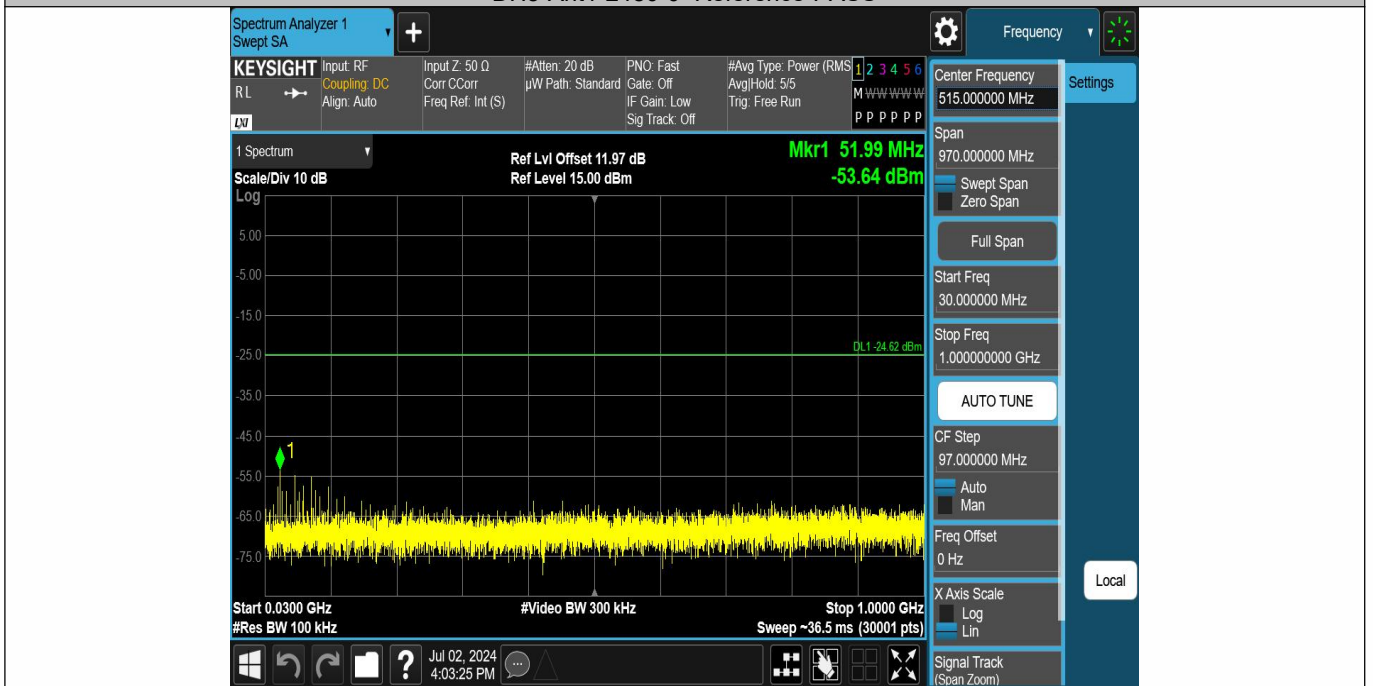 Spectrum Analyzer 1
Swept SA
+
Frequency
KEYSIGHT
RL
LXI
Input: RF
Coupling: DC
Align: Auto
Input Z: 50 Ω
Corr CCorr
Freq Ref: Int (S)
#Atten: 20 dB
µW Path: Standard
PNO: Fast
Gate: Off
IF Gain: Low
Sig Track: Off
#Avg Type: Power (RMS
Avg|Hold: 5/5
Trig: Free Run
1 2 3 4 5 6
M W W W W W
P P P P P P
1 Spectrum
Scale/Div 10 dB
Log
Ref Lvl Offset 11.97 dB
Ref Level 15.00 dBm
Mkr1 51.99 MHz
-53.64 dBm
5.00
-5.00
-15.0
-25.0
DL1 -24.62 dBm
-35.0
-45.0
1
-55.0
-65.0
-75.0
Start 0.0300 GHz
#Res BW 100 kHz
#Video BW 300 kHz
Stop 1.0000 GHz
Sweep ~36.5 ms (30001 pts)
Center Frequency
515.000000 MHz
Settings
Span
970.000000 MHz
Swept Span
Zero Span
Full Span
Start Freq
30.000000 MHz
Stop Freq
1.000000000 GHz
AUTO TUNE
CF Step
97.000000 MHz
Auto
Man
Freq Offset
0 Hz
X Axis Scale
Log
Lin
Local
Signal Track
(Span Zoom)
?
Jul 02, 2024
4:03:25 PM